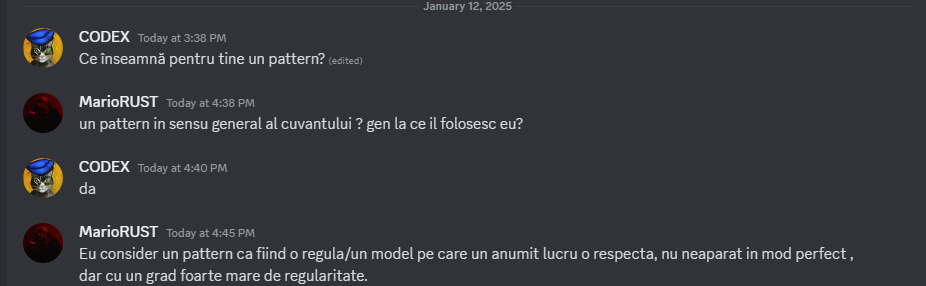 January 12, 2025
CODEX Today at 3:38 PM
Ce înseamnă pentru tine un pattern? (edited)
MarioRUST Today at 4:38 PM
un pattern in sensu general al cuvantului ? gen la ce il folosesc eu?
CODEX Today at 4:40 PM
da
MarioRUST Today at 4:45 PM
Eu consider un pattern ca fiind o regula/un model pe care un anumit lucru o respecta, nu neaparat in mod perfect ,
dar cu un grad foarte mare de regularitate.